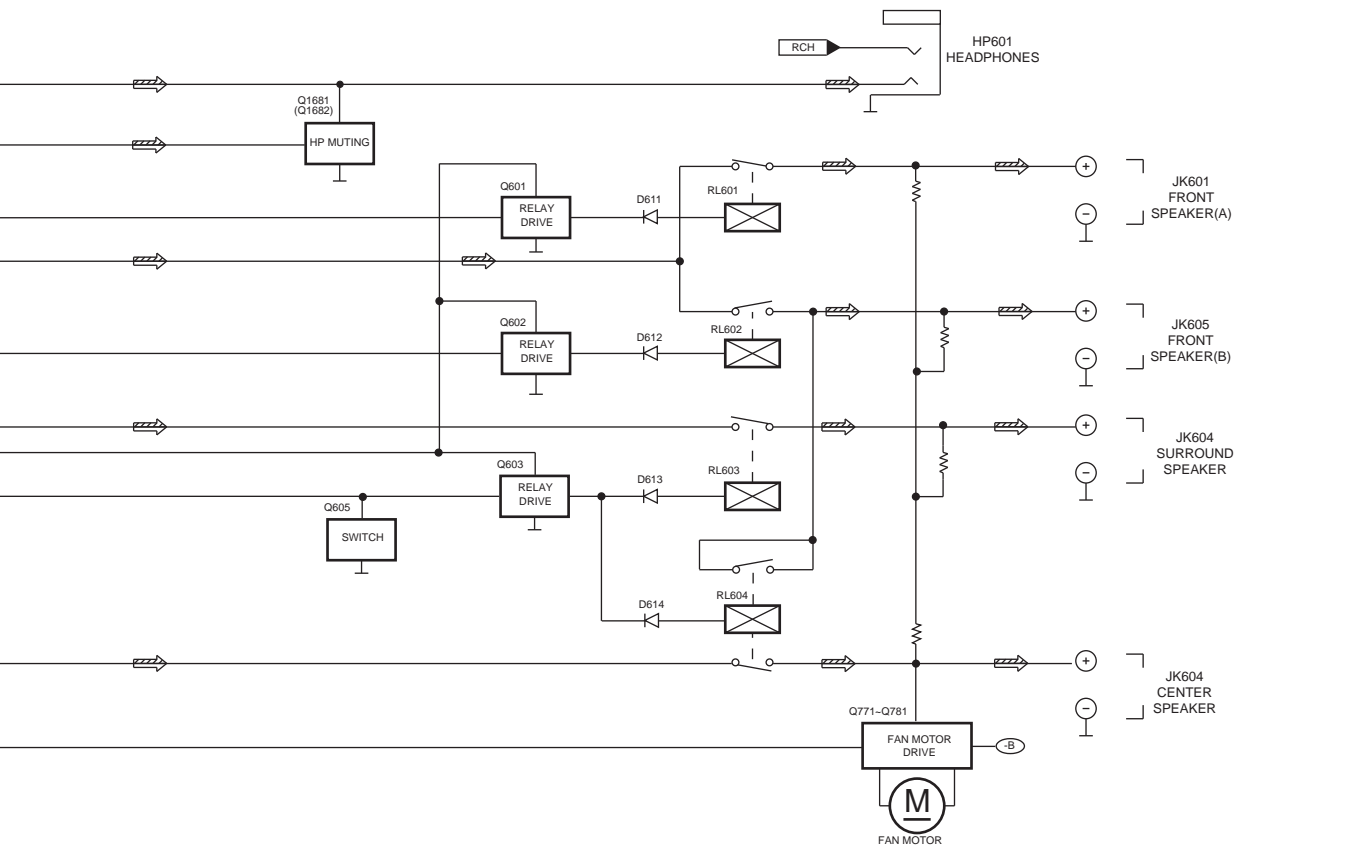 RCH
HP601
HEADPHONES
Q1681
(Q1682)
HP MUTING
Q601
RELAY
DRIVE
D611
RL601
+
−
JK601
FRONT
SPEAKER(A)
Q602
RELAY
DRIVE
D612
RL602
+
−
JK605
FRONT
SPEAKER(B)
Q603
RELAY
DRIVE
D613
RL603
+
−
JK604
SURROUND
SPEAKER
Q605
SWITCH
D614
RL604
+
−
JK604
CENTER
SPEAKER
Q771~Q781
FAN MOTOR
DRIVE
-B
M
FAN MOTOR